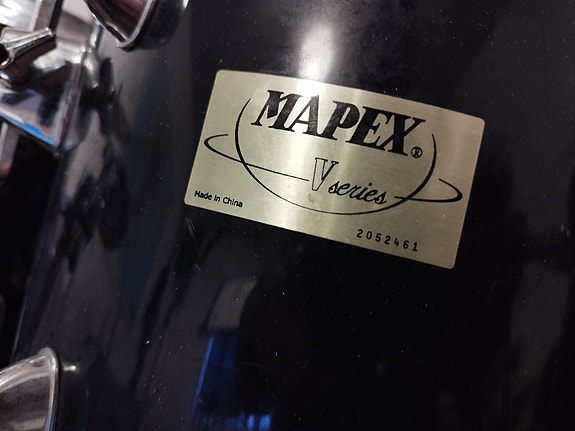 MAPEX®
V series
Made in China
2052461